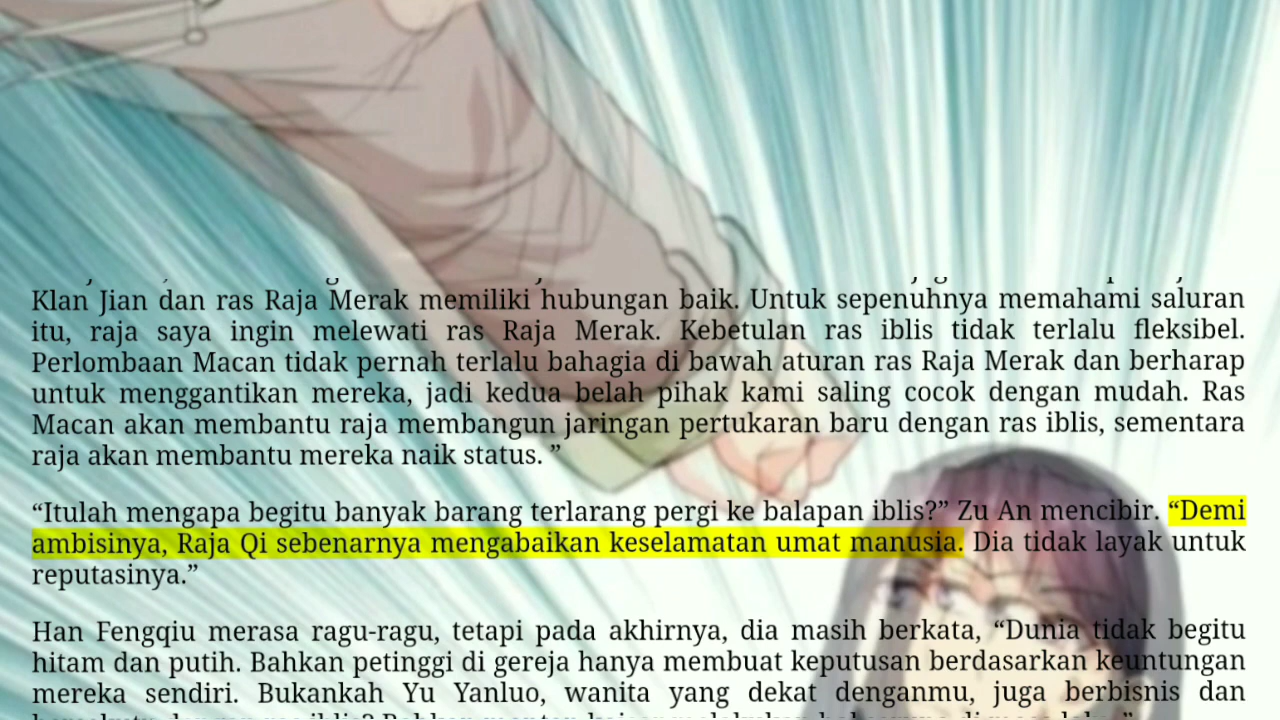 Klan Jian dan ras Raja Merak memiliki hubungan baik. Untuk sepenuhnya memahami saluran
itu, raja saya ingin melewati ras Raja Merak. Kebetulan ras iblis tidak terlalu fleksibel.
Perlombaan Macan tidak pernah terlalu bahagia di bawah aturan ras Raja Merak dan berharap
untuk menggantikan mereka, jadi kedua belah pihak kami saling cocok dengan mudah. Ras
Macan akan membantu raja membangun jaringan pertukaran baru dengan ras iblis, sementara
raja akan membantu mereka naik status. ”
“Itulah mengapa begitu banyak barang terlarang pergi ke balapan iblis?” Zu An mencibir. “Demi
ambisinya, Raja Qi sebenarnya mengabaikan keselamatan umat manusia. Dia tidak layak untuk
reputasinya.”
Han Fengqiu merasa ragu-ragu, tetapi pada akhirnya, dia masih berkata, “Dunia tidak begitu
hitam dan putih. Bahkan petinggi di gereja hanya membuat keputusan berdasarkan keuntungan
mereka sendiri. Bukankah Yu Yanluo, wanita yang dekat denganmu, juga berbisnis dan